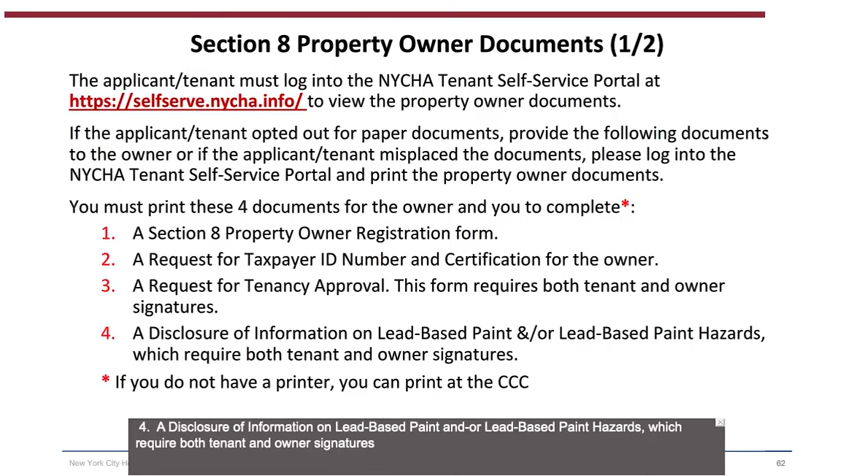 Section 8 Property Owner Documents (1/2)
The applicant/tenant must log into the NYCHA Tenant Self-Service Portal at
https://selfserve.nycha.info/ to view the property owner documents.
If the applicant/tenant opted out for paper documents, provide the following documents
to the owner or if the applicant/tenant misplaced the documents, please log into the
NYCHA Tenant Self-Service Portal and print the property owner documents.
You must print these 4 documents for the owner and you to complete*:
1. A Section 8 Property Owner Registration form.
2. A Request for Taxpayer ID Number and Certification for the owner.
3. A Request for Tenancy Approval. This form requires both tenant and owner
signatures.
4. A Disclosure of Information on Lead-Based Paint &/or Lead-Based Paint Hazards,
which require both tenant and owner signatures.
* If you do not have a printer, you can print at the CCC
4. A Disclosure of Information on Lead-Based Paint and-or Lead-Based Paint Hazards, which
require both tenant and owner signatures
New York City
62